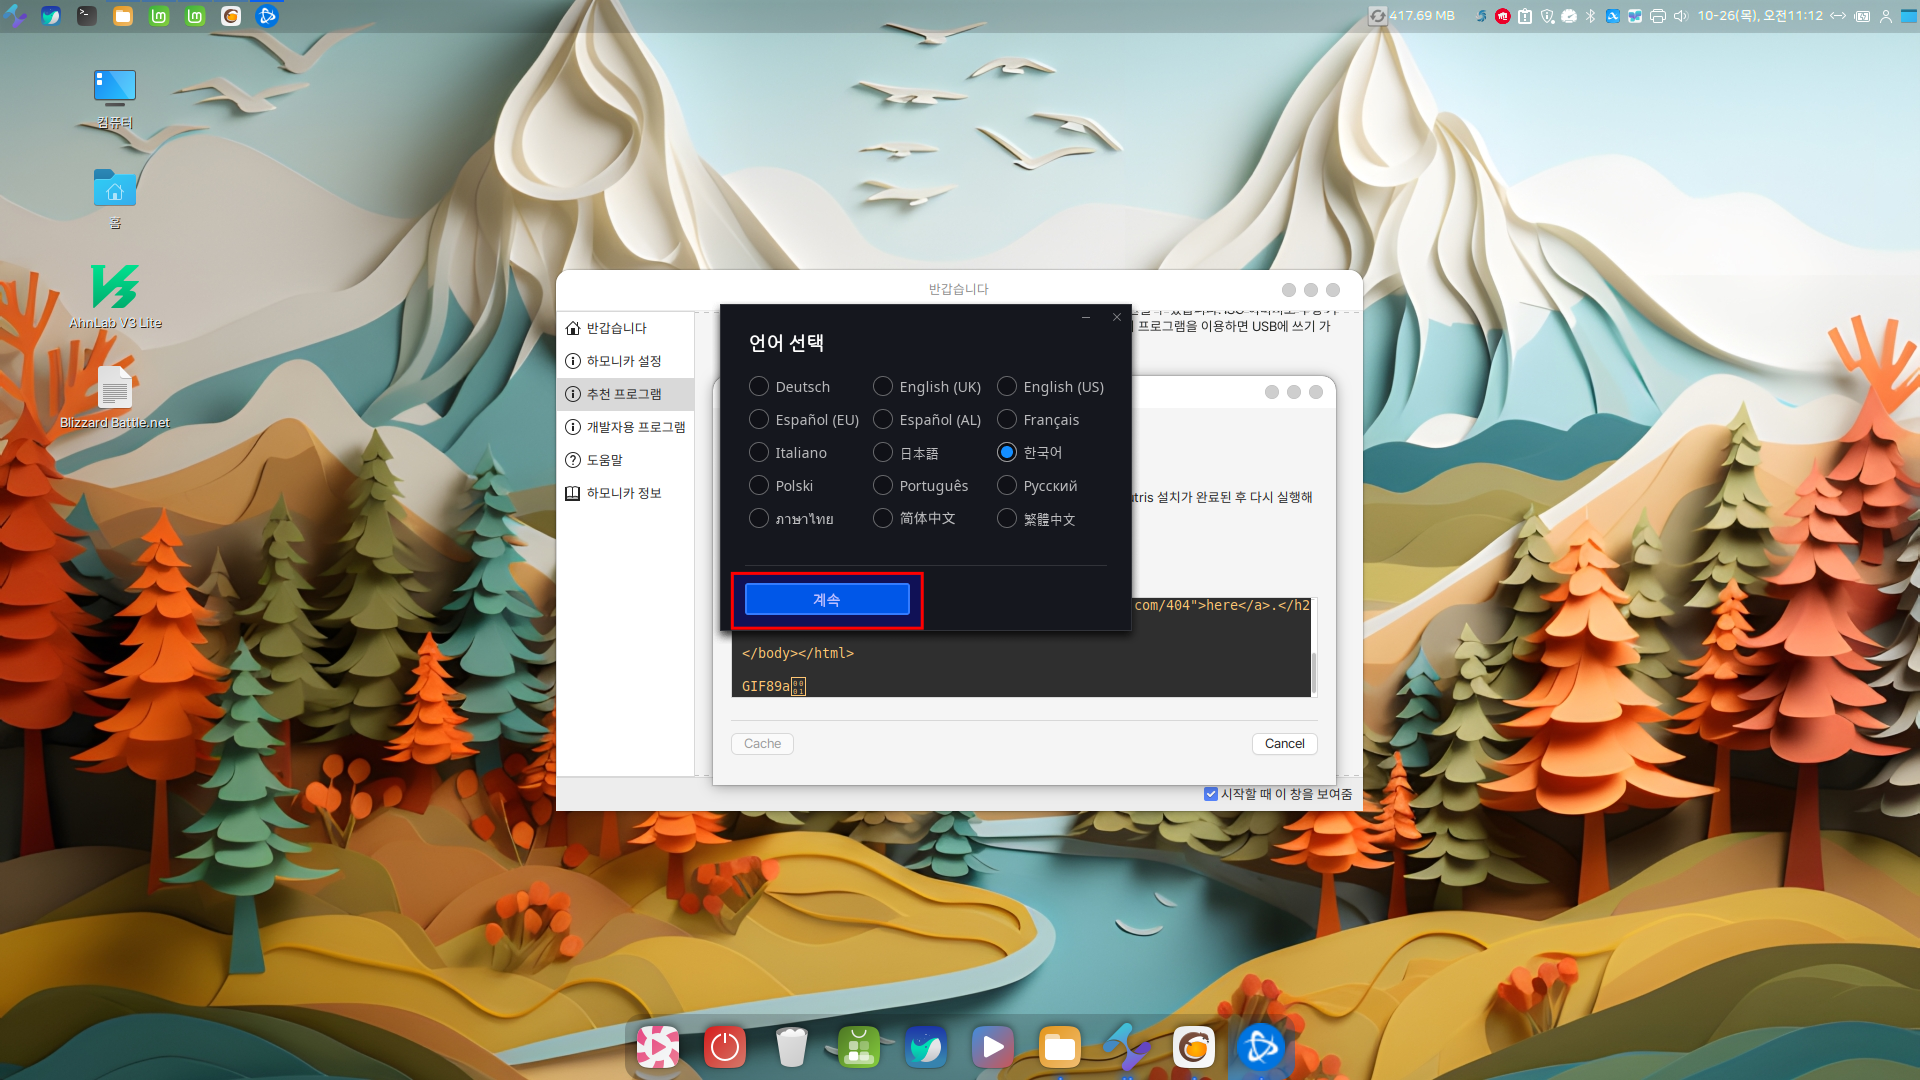 417.69 MB
10-26(목), 오전11:12
컴퓨터
홈
AhnLab V3 Lite
Blizzard Battle.net
반갑습니다
반갑습니다
하모니카 설정
추천 프로그램
개발자용 프로그램
도움말
하모니카 정보
프로그램을 이용하면 USB에 쓰기 가
언어 선택
Deutsch
English (UK)
English (US)
Español (EU)
Español (AL)
Français
Italiano
日本語
한국어
Polski
Português
Русский
ภาษาไทย
简体中文
繁體中文
계속
utris 설치가 완료된 후 다시 실행해
com/404">here</a>.</h2
</body></html>
GIF89a
Cache
Cancel
시작할 때 이 창을 보여줌